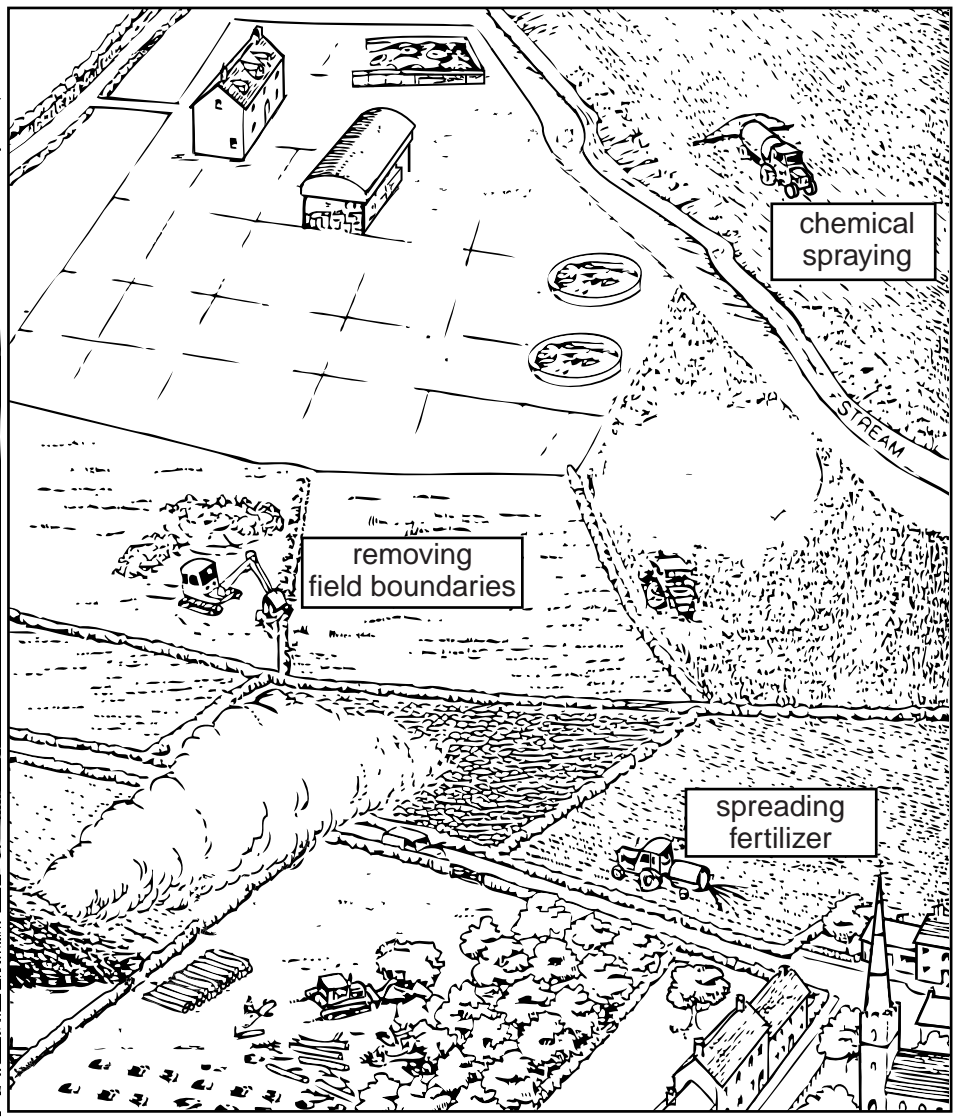 chemical
spraying
STREAM
removing
field boundaries
spreading
fertilizer